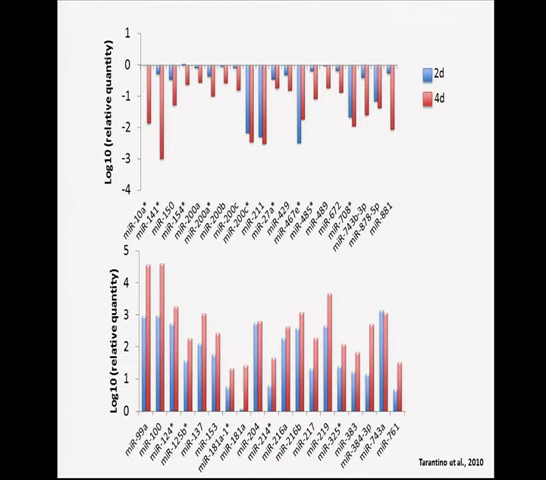 1
0
-1
-2
-3
-4
Log10 (relative quantity)
2d
4d
miR-10a*
miR-141*
miR-150
miR-154*
miR-200a
miR-200a*
miR-200b
miR-200c
miR-200c*
miR-211
miR-27a*
miR-429
miR-467e*
miR-485*
miR-489
miR-672
miR-708*
miR-743b-3p
miR-878-5p
miR-881
5
4
3
2
1
0
Log10 (relative quantity)
miR-99a
miR-100
miR-124*
miR-125b*
miR-137
miR-153
miR-181a-1*
miR-181a
miR-204
miR-214*
miR-216a
miR-216b
miR-217
miR-219
miR-325*
miR-383
miR-384-3p
miR-743a
miR-761
Tarantino et al., 2010